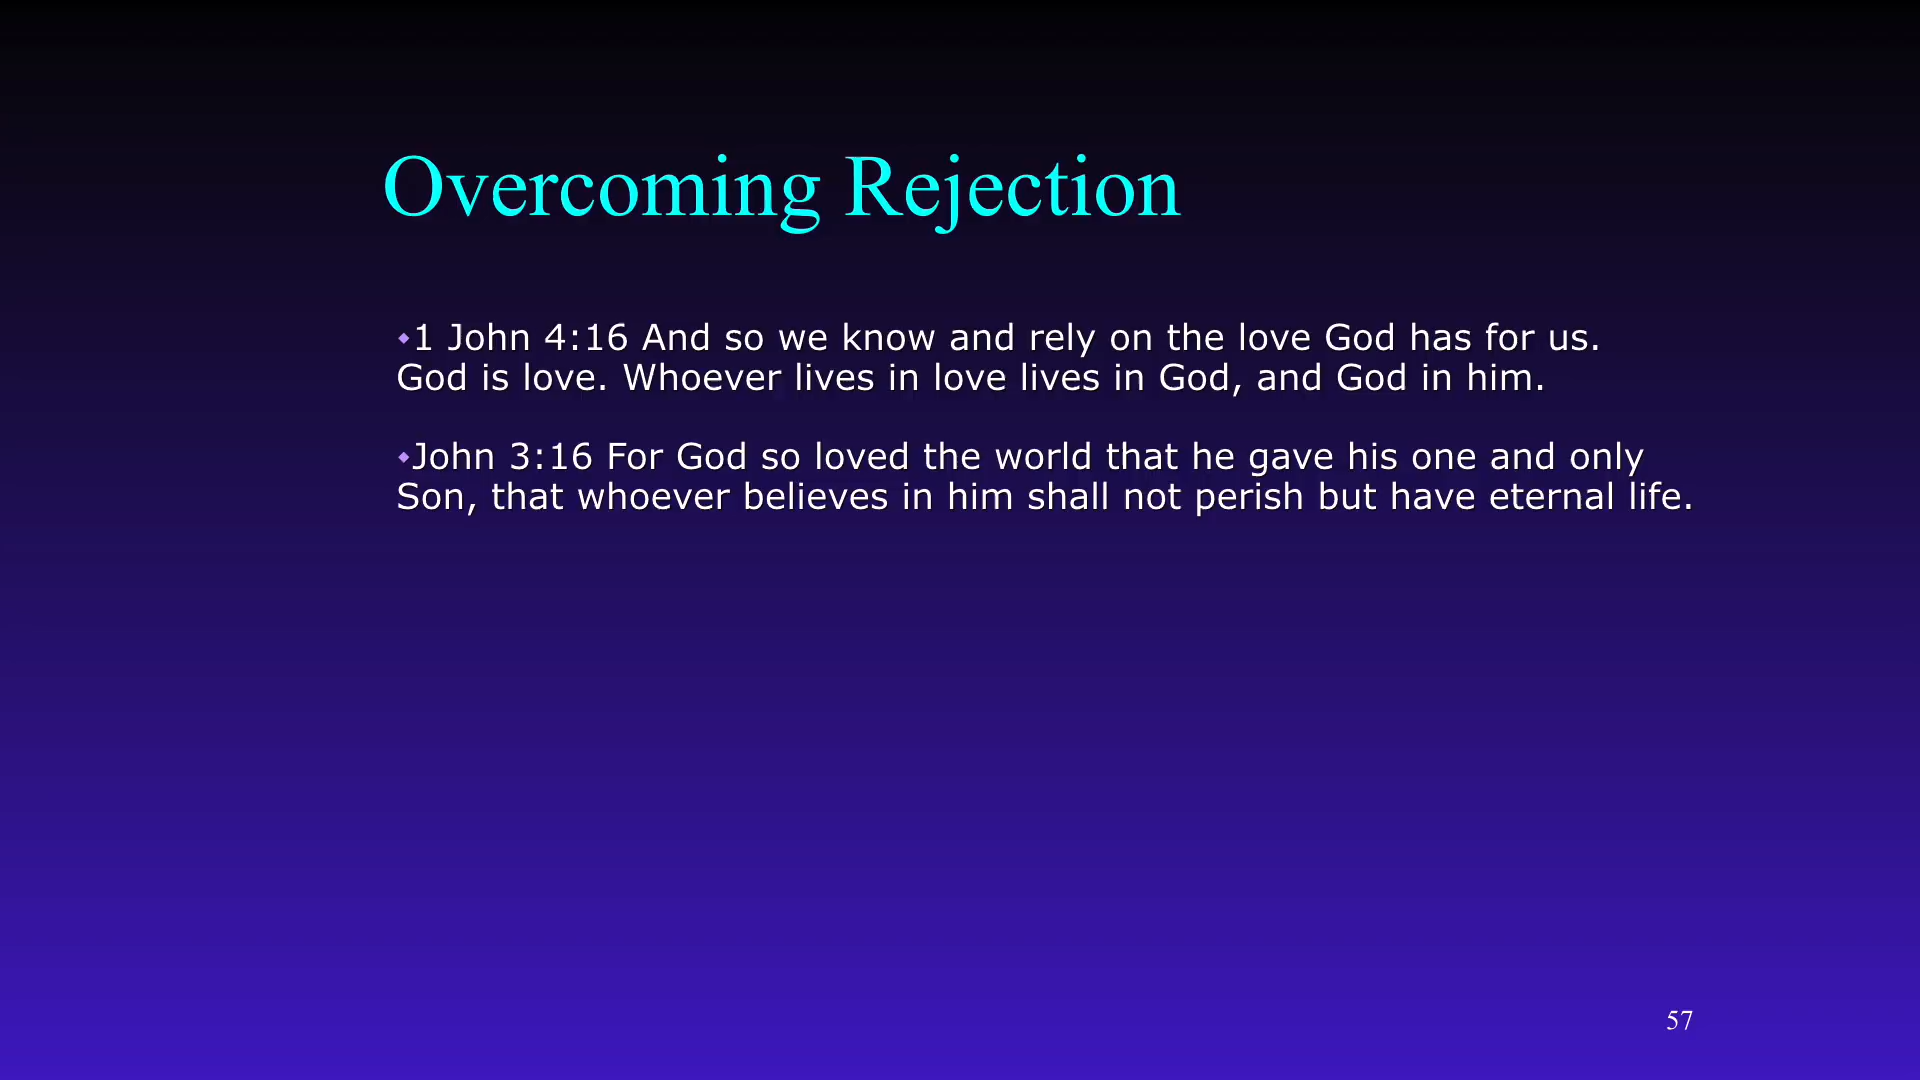 Overcoming Rejection
◆1 John 4:16 And so we know and rely on the love God has for us.
God is love. Whoever lives in love lives in God, and God in him.
◆John 3:16 For God so loved the world that he gave his one and only
Son, that whoever believes in him shall not perish but have eternal life.
57